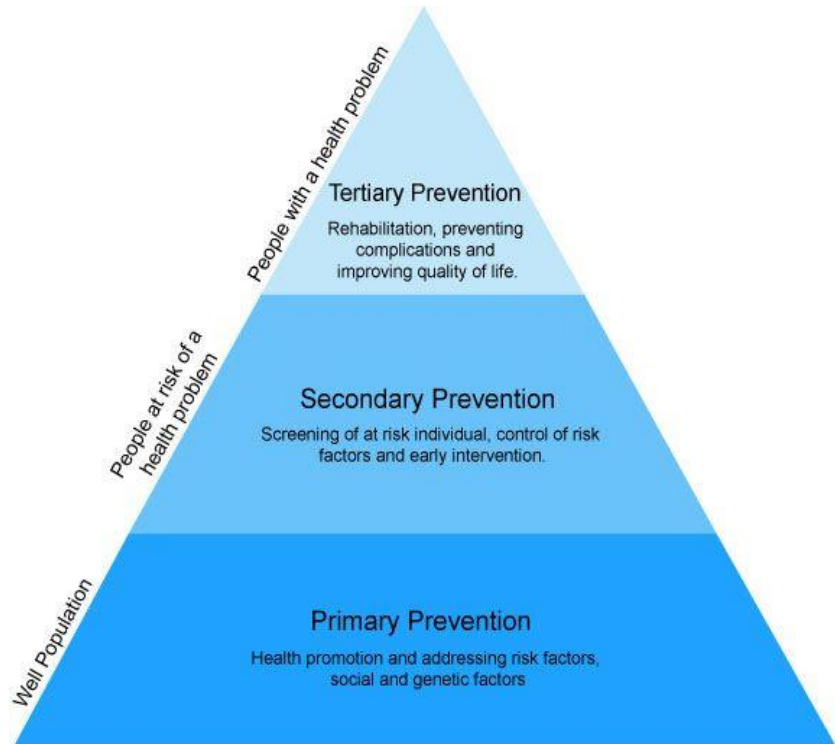 People with a health problem
Tertiary Prevention
Rehabilitation, preventing
complications and
improving quality of life.
People at risk of a
health problem
Secondary Prevention
Screening of at risk individual, control of risk
factors and early intervention.
Well Population
Primary Prevention
Health promotion and addressing risk factors,
social and genetic factors